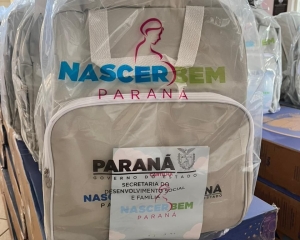 NASCER BEM
PARANÁ
PARANÁ
GOVERNO DO ESTADO
SECRETARIA DO
DESENVOLVIMENTO SOCIAL
E FAMÍLIA
NASCER BEM
PARANÁ